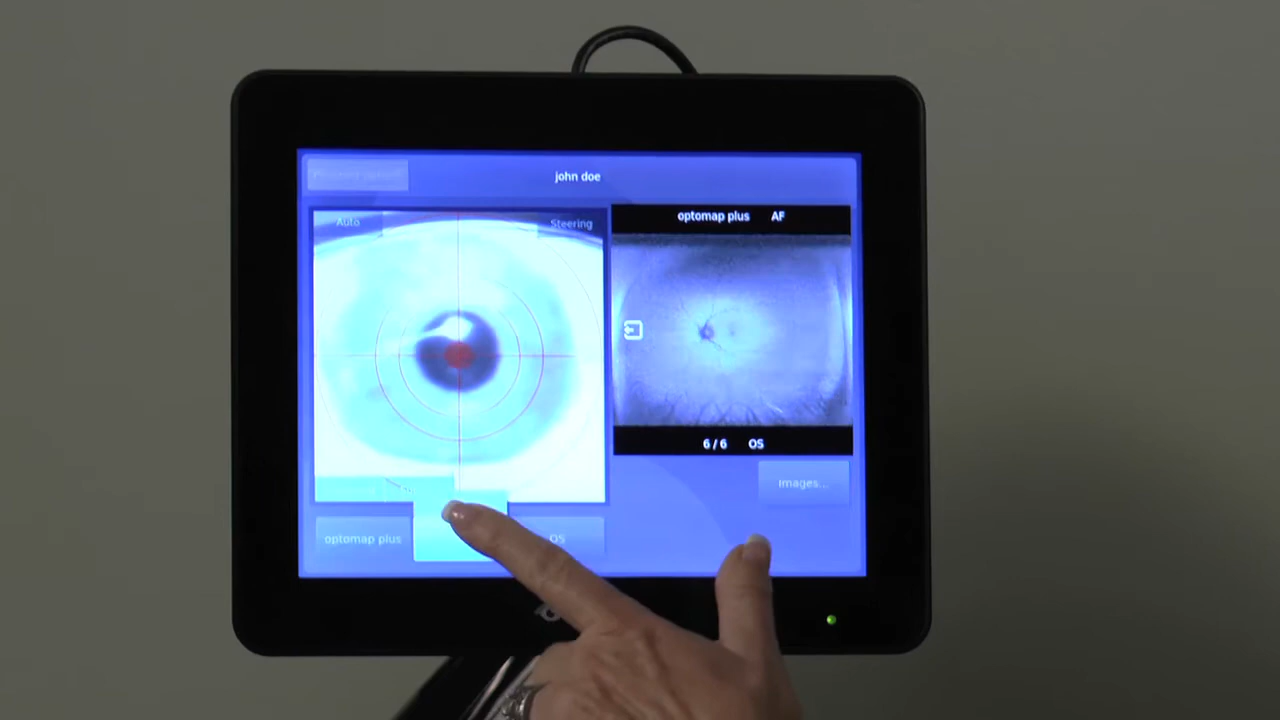 john doe
Auto
Steering
optomap plus AF
6 / 6 OS
Images...
optomap plus
OS